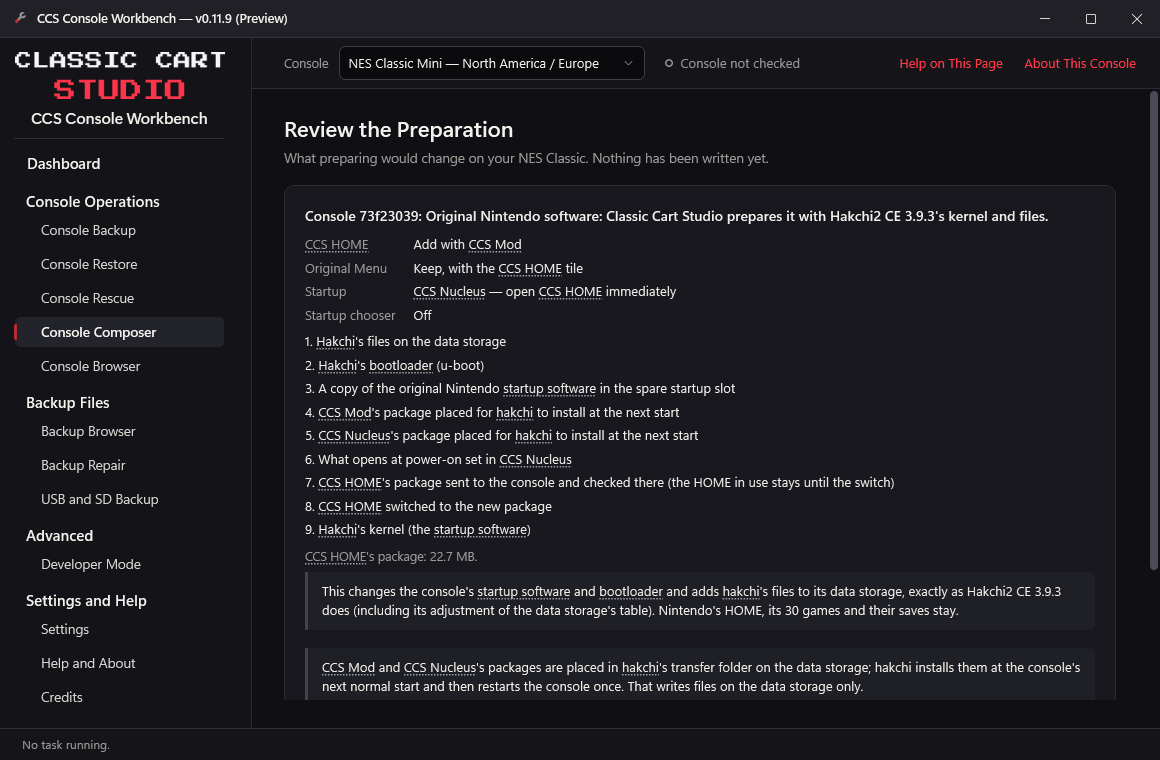 CCS Console Workbench — v0.11.9 (Preview)
CLASSIC CART
STUDIO
CCS Console Workbench
Dashboard
Console Operations
Console Backup
Console Restore
Console Rescue
Console Composer
Console Browser
Backup Files
Backup Browser
Backup Repair
USB and SD Backup
Advanced
Developer Mode
Settings and Help
Settings
Help and About
Credits
Console
NES Classic Mini — North America / Europe
Console not checked
Help on This Page
About This Console
Review the Preparation
What preparing would change on your NES Classic. Nothing has been written yet.
Console 73f23039: Original Nintendo software: Classic Cart Studio prepares it with Hakchi2 CE 3.9.3's kernel and files.
CCS HOME Add with CCS Mod
Original Menu Keep, with the CCS HOME tile
Startup CCS Nucleus — open CCS HOME immediately
Startup chooser Off
1. Hakchi's files on the data storage
2. Hakchi's bootloader (u-boot)
3. A copy of the original Nintendo startup software in the spare startup slot
4. CCS Mod's package placed for hakchi to install at the next start
5. CCS Nucleus's package placed for hakchi to install at the next start
6. What opens at power-on set in CCS Nucleus
7. CCS HOME's package sent to the console and checked there (the HOME in use stays until the switch)
8. CCS HOME switched to the new package
9. Hakchi's kernel (the startup software)
CCS HOME's package: 22.7 MB.
This changes the console's startup software and bootloader and adds hakchi's files to its data storage, exactly as Hakchi2 CE 3.9.3
does (including its adjustment of the data storage's table). Nintendo's HOME, its 30 games and their saves stay.
CCS Mod and CCS Nucleus's packages are placed in hakchi's transfer folder on the data storage; hakchi installs them at the console's
next normal start and then restarts the console once. That writes files on the data storage only.
No task running.